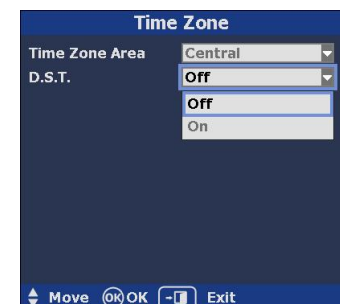 Time Zone
Time Zone Area Central
D.S.T. Off
Off
On
Move OK OK Exit